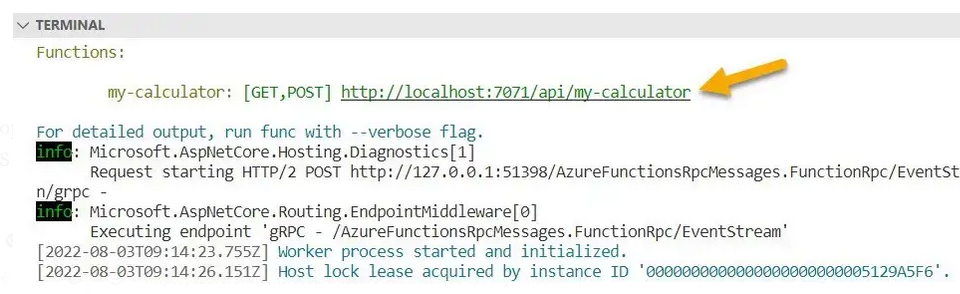 TERMINAL
Functions:
my-calculator: [GET,POST] http://localhost:7071/api/my-calculator
For detailed output, run func with --verbose flag.
info: Microsoft.AspNetCore.Hosting.Diagnostics[1]
Request starting HTTP/2 POST http://127.0.0.1:51398/AzureFunctionsRpcMessages.FunctionRpc/EventSt
n/grpc -
info: Microsoft.AspNetCore.Routing.EndpointMiddleware[0]
Executing endpoint 'gRPC - /AzureFunctionsRpcMessages.FunctionRpc/EventStream'
[2022-08-03T09:14:23.755Z] Worker process started and initialized.
[2022-08-03T09:14:26.151Z] Host lock lease acquired by instance ID '0000000000000000000000005129A5F6'.